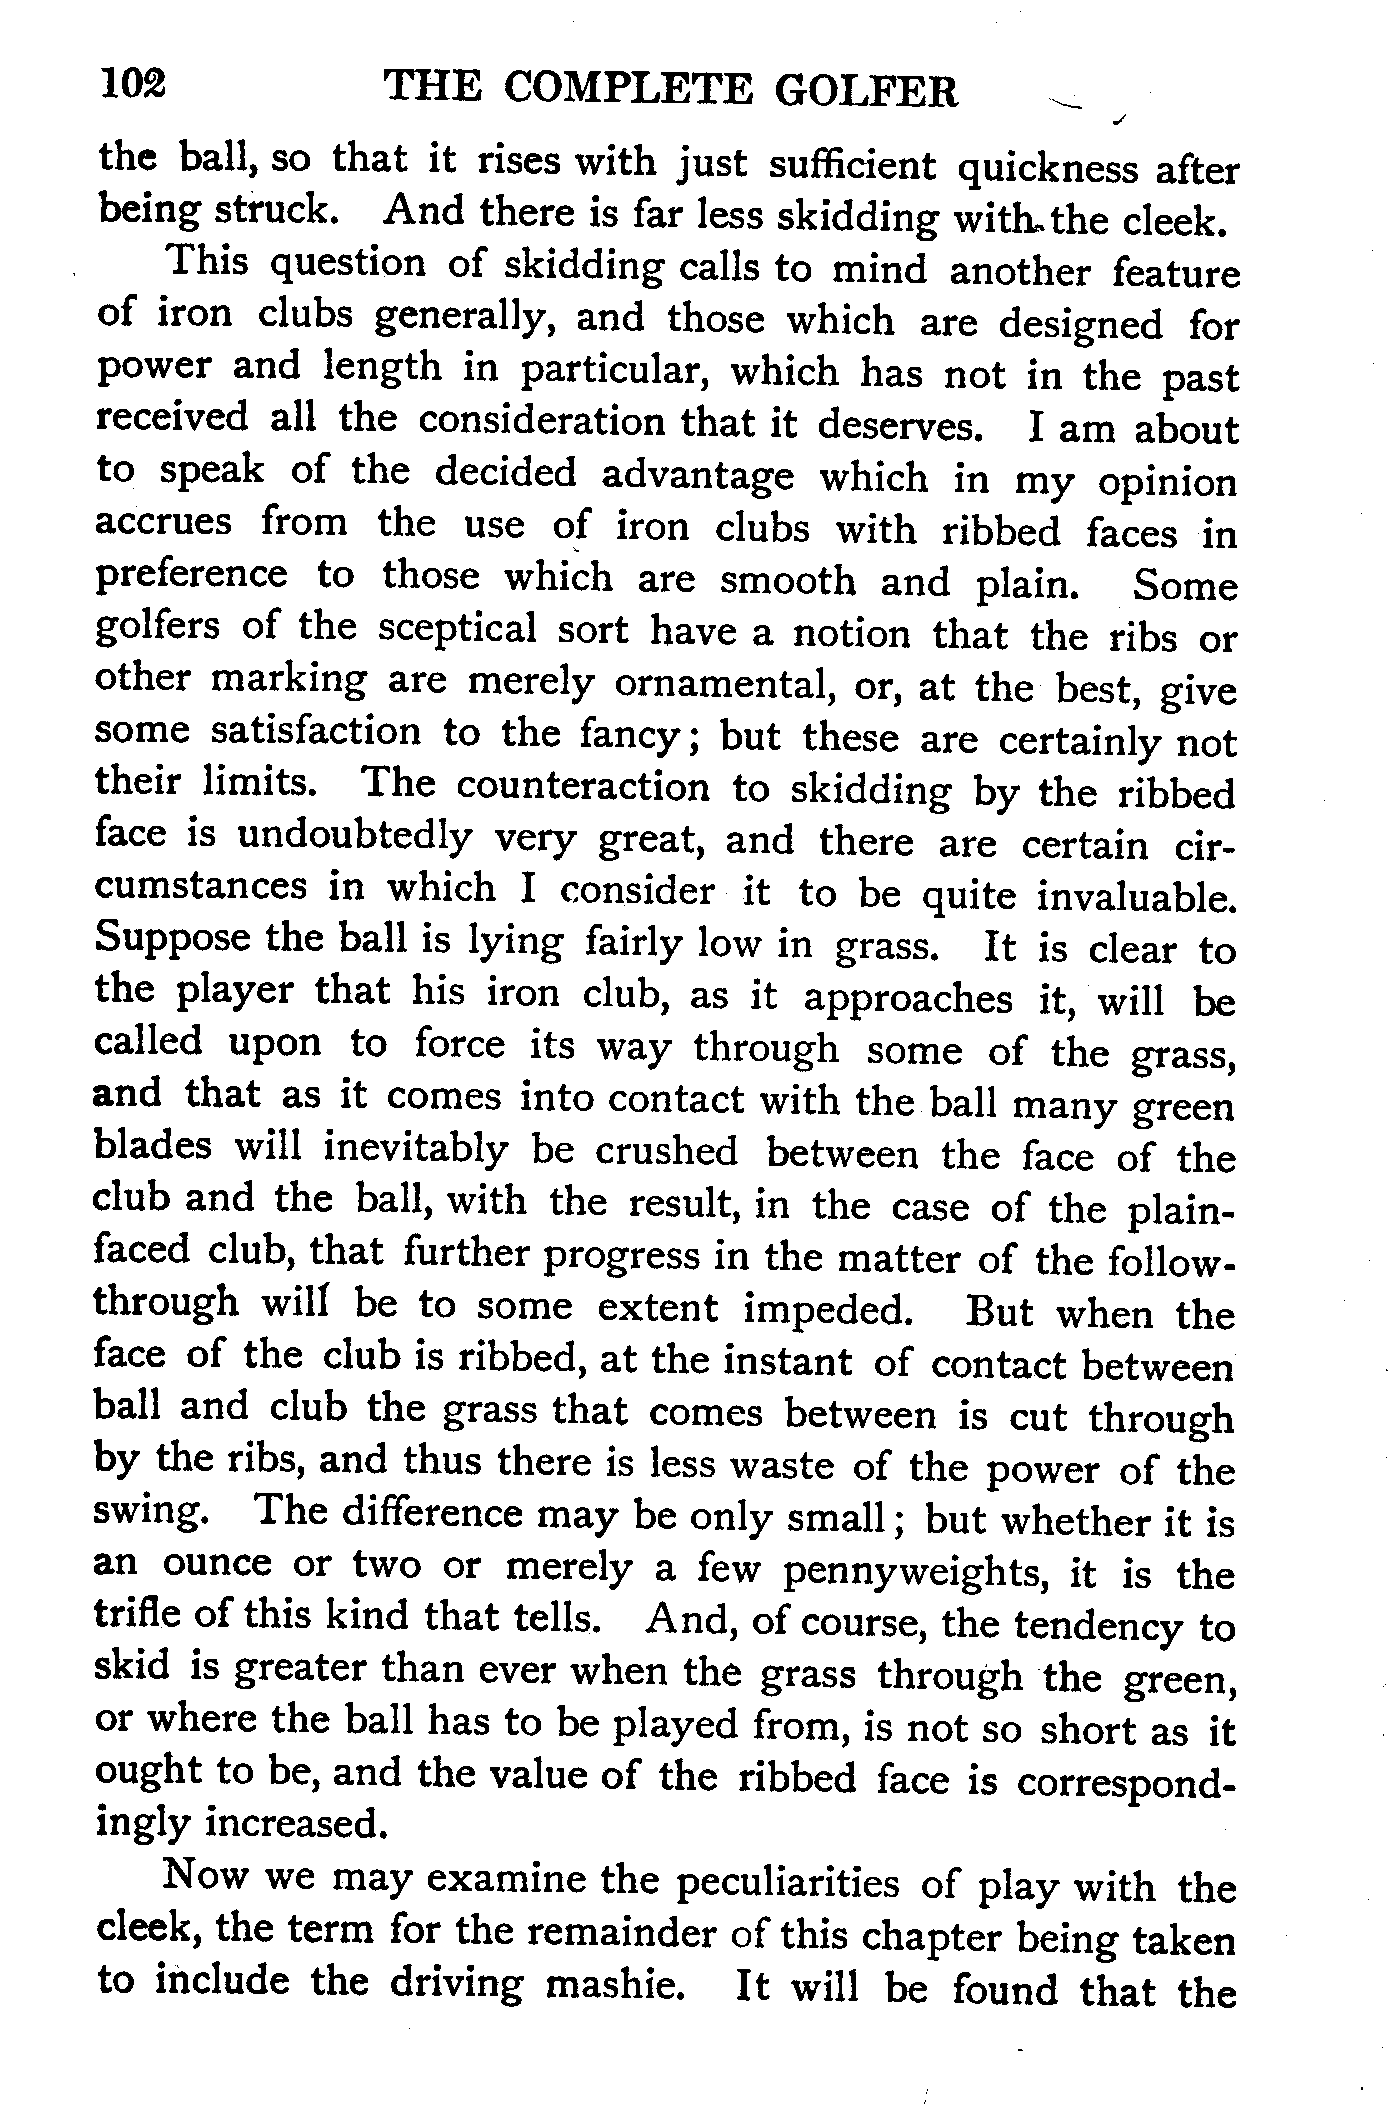 102 THE COMPLETE GOLFER
the ball, so that it rises with just sufficient quickness after
being struck. And there is far less skidding with the cleek.
This question of skidding calls to mind another feature
of iron clubs generally, and those which are designed for
power and length in particular, which has not in the past
received all the consideration that it deserves. I am about
to speak of the decided advantage which in my opinion
accrues from the use of iron clubs with ribbed faces in
preference to those which are smooth and plain. Some
golfers of the sceptical sort have a notion that the ribs or
other marking are merely ornamental, or, at the best, give
some satisfaction to the fancy; but these are certainly not
their limits. The counteraction to skidding by the ribbed
face is undoubtedly very great, and there are certain cir-
cumstances in which I consider it to be quite invaluable.
Suppose the ball is lying fairly low in grass. It is clear to
the player that his iron club, as it approaches it, will be
called upon to force its way through some of the grass,
and that as it comes into contact with the ball many green
blades will inevitably be crushed between the face of the
club and the ball, with the result, in the case of the plain-
faced club, that further progress in the matter of the follow-
through will be to some extent impeded. But when the
face of the club is ribbed, at the instant of contact between
ball and club the grass that comes between is cut through
by the ribs, and thus there is less waste of the power of the
swing. The difference may be only small; but whether it is
an ounce or two or merely a few pennyweights, it is the
trifle of this kind that tells. And, of course, the tendency to
skid is greater than ever when the grass through the green,
or where the ball has to be played from, is not so short as it
ought to be, and the value of the ribbed face is correspond-
ingly increased.
Now we may examine the peculiarities of play with the
cleek, the term for the remainder of this chapter being taken
to include the driving mashie. It will be found that the